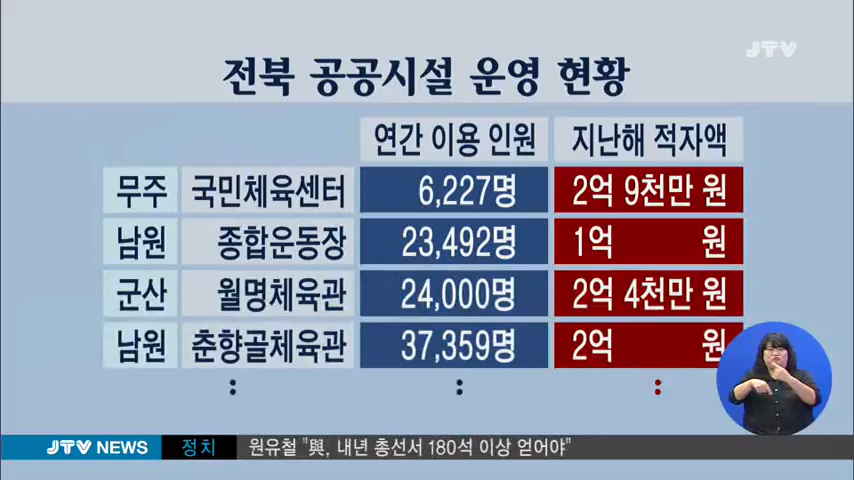 JTV
전북 공공시설 운영 현황
연간 이용 인원 지난해 적자액
무주 국민체육센터 6,227명 2억 9천만 원
남원 종합운동장 23,492명 1억 원
군산 월명체육관 24,000명 2억 4천만 원
남원 춘향골체육관 37,359명 2억 원
: : :
JTV NEWS 정치 원유철 "與, 내년 총선서 180석 이상 얻어야"